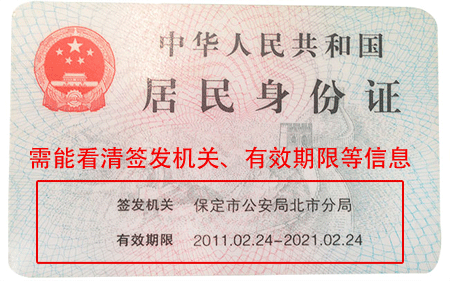 中华人民共和国
居民身份证
需能看清签发机关、有效期限等信息
签发机关 保定市公安局北市分局
有效期限 2011.02.24-2021.02.24